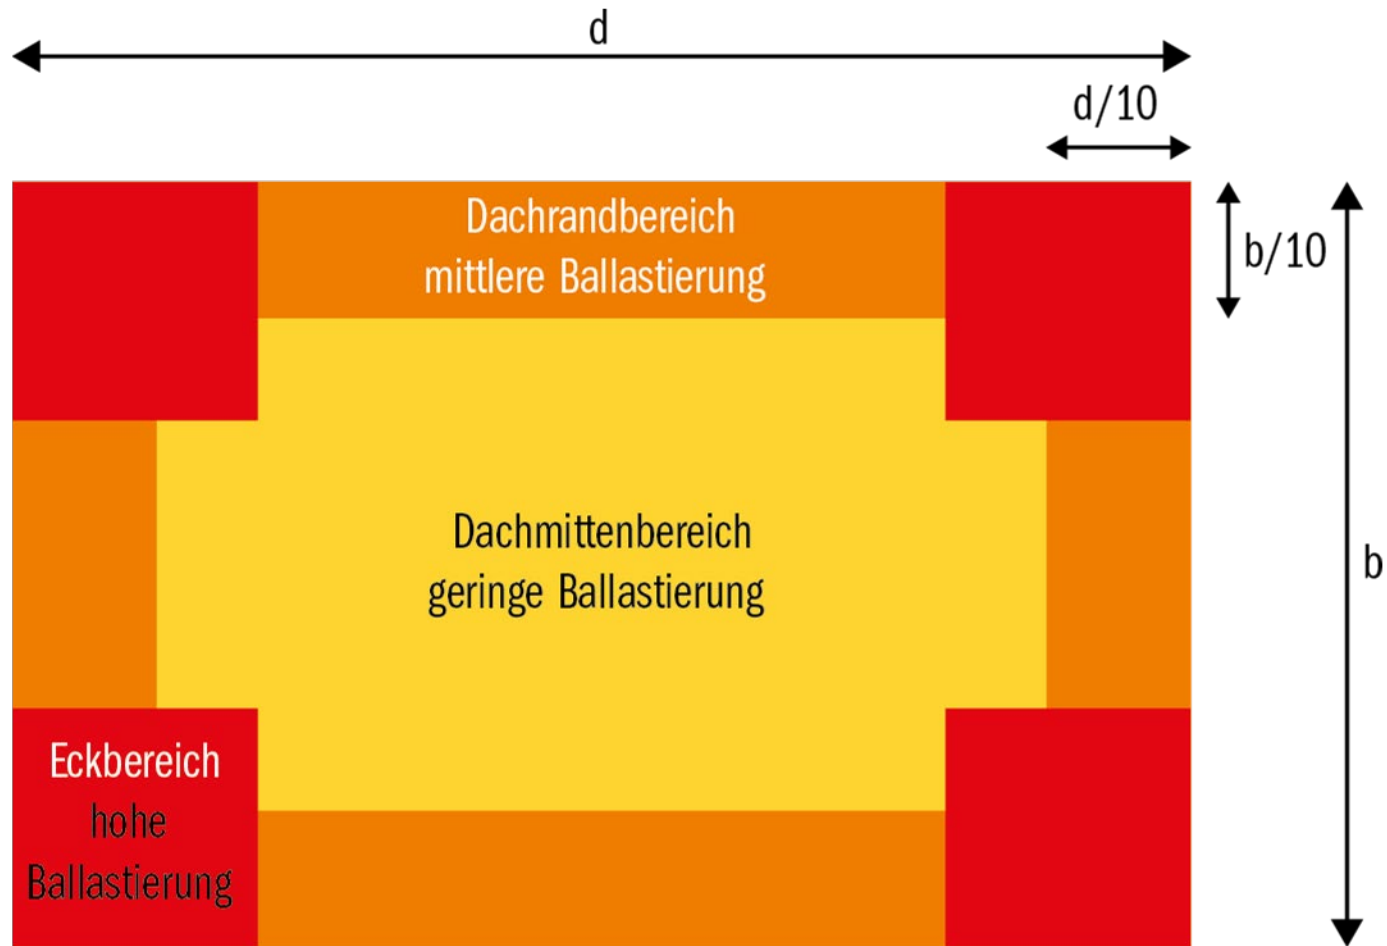 d
d/10
Dachrandbereich
mittlere Ballastierung
b/10
Dachmittenbereich
geringe Ballastierung
b
Eckbereich
hohe
Ballastierung